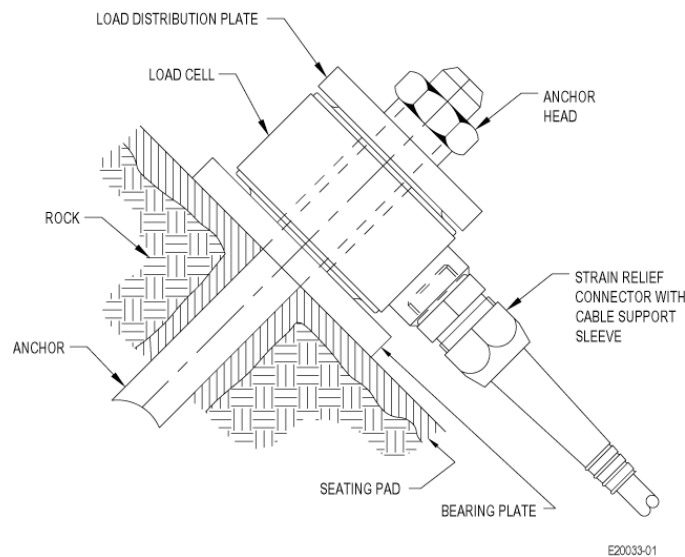 LOAD DISTRIBUTION PLATE
LOAD CELL
ANCHOR
HEAD
ROCK
STRAIN RELIEF
CONNECTOR WITH
CABLE SUPPORT
SLEEVE
ANCHOR
SEATING PAD
BEARING PLATE
E20033-01